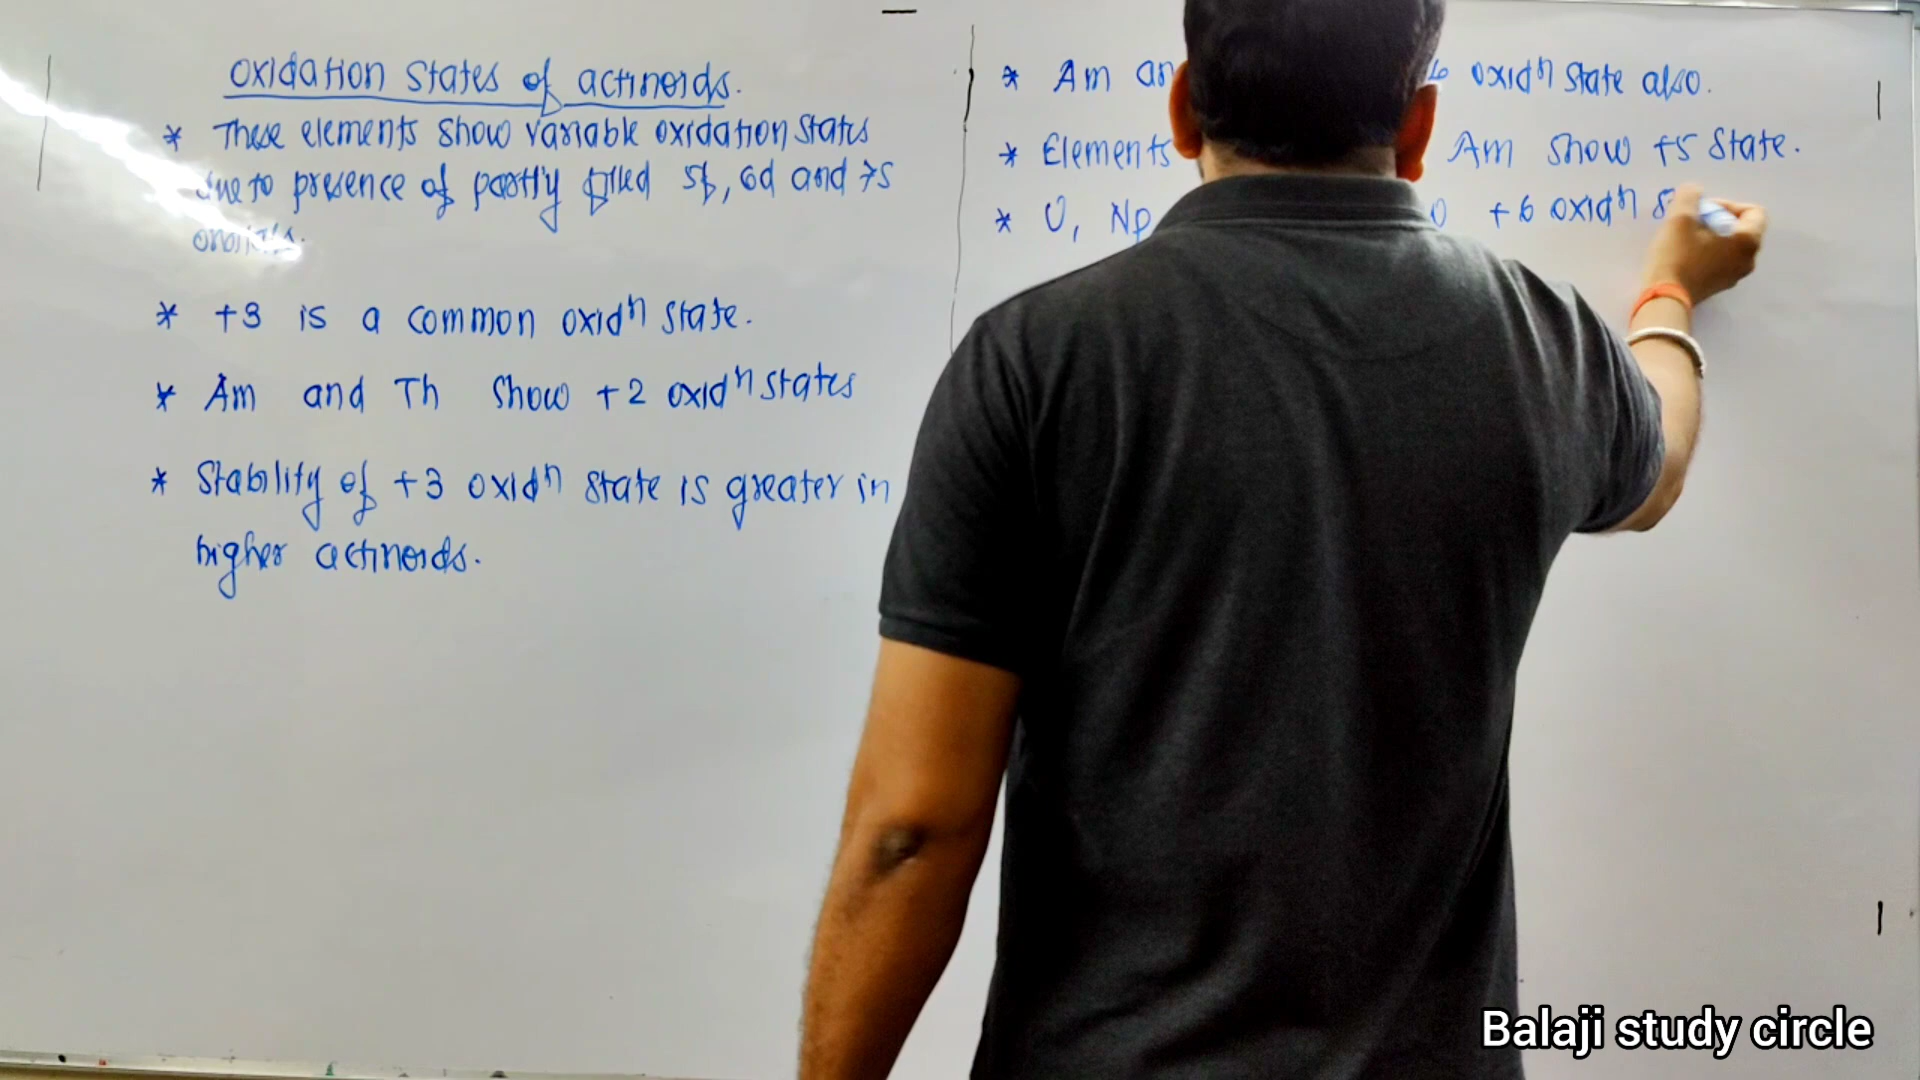 Oxidation States of actinoids.
* These elements show variable oxidation states
due to presence of partly filled 5f, 6d and 7s
orbitals.
* +3 is a common oxidn state.
* Am and Th show +2 oxidn states
* Stability of +3 oxidn state is greater in
higher actinoids.
* Am an oxidn state also.
* Elements Am show +5 state.
* U, Np +6 oxidn
Balaji study circle